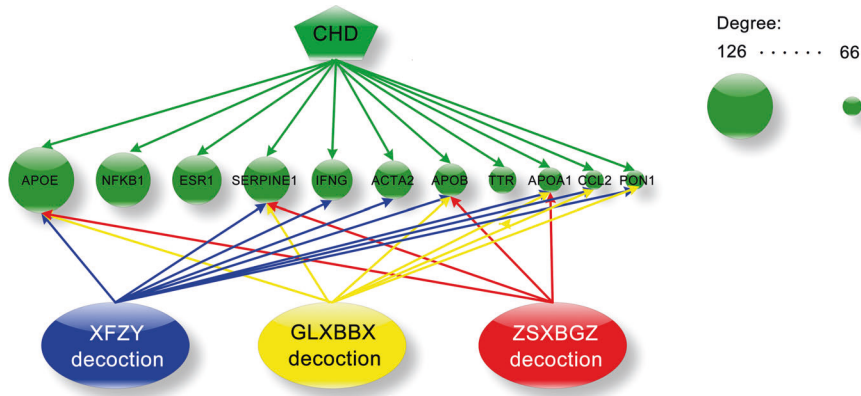 CHD
Degree:
126 ······ 66
APOE NFKB1 ESR1 SERPINE1 IFNG ACTA2 APOB TTR APOA1 CCL2 PON1
XFZY
decoction
GLXBBX
decoction
ZSXBGZ
decoction